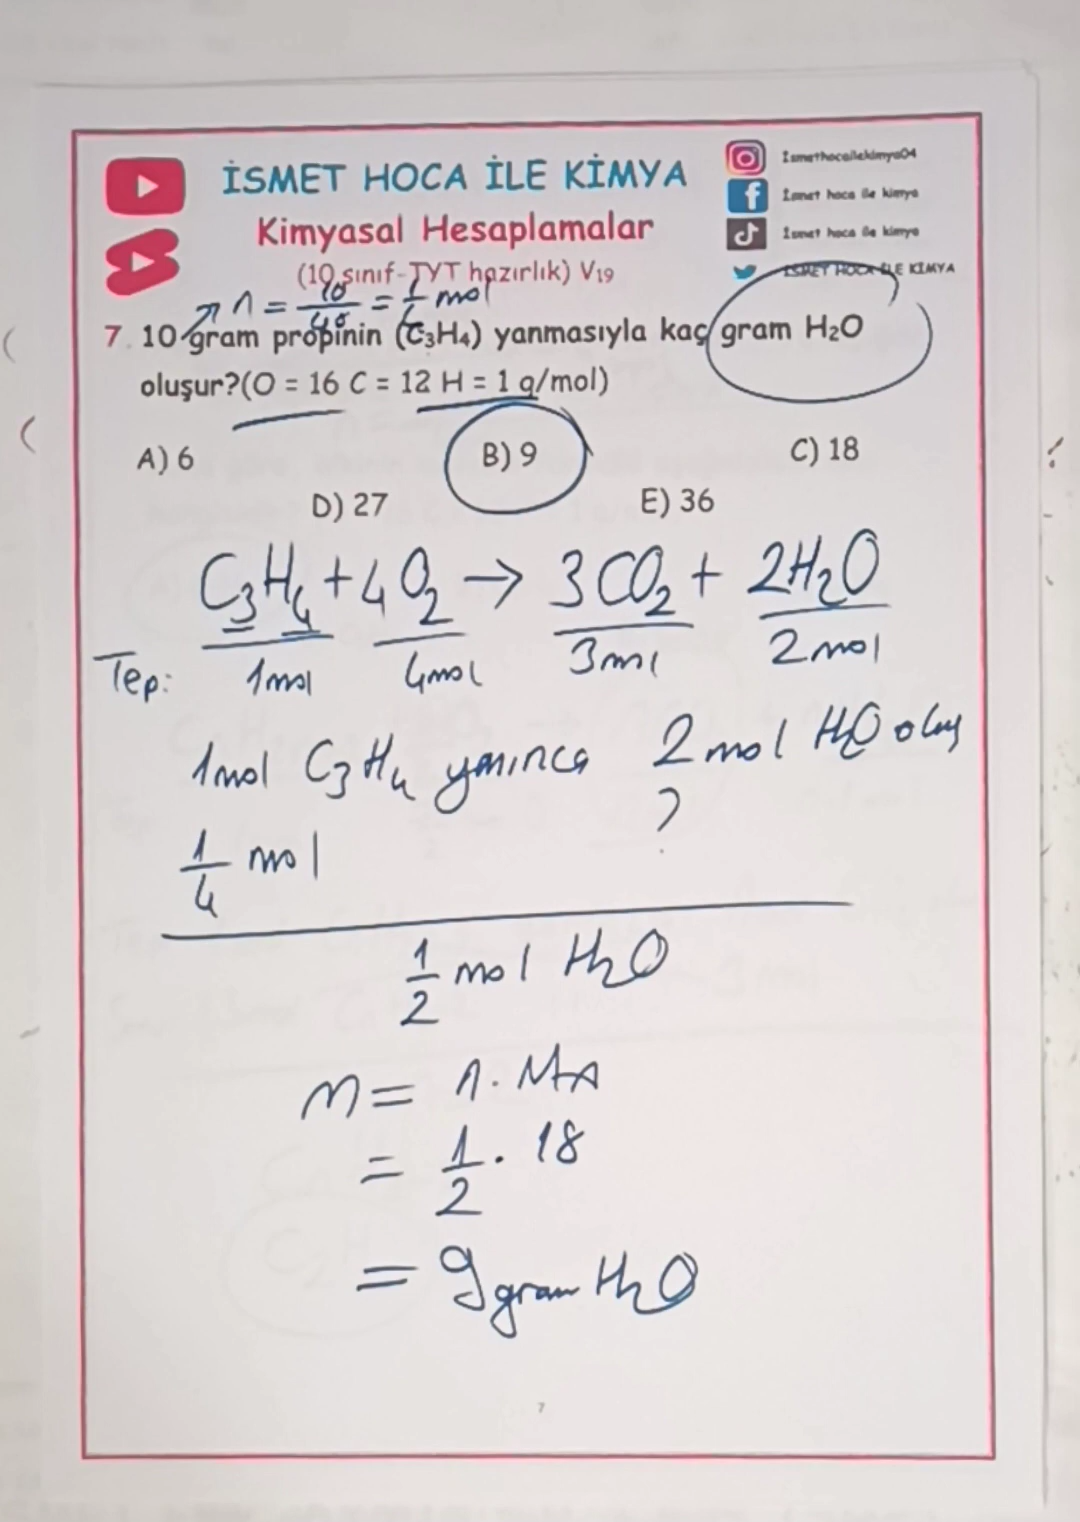 İSMET HOCA İLE KİMYA
Kimyasal Hesaplamalar
(10.sınıf-TYT hazırlık) V19
İsmethocailekimya04
İsmet hoca ile kimya
İsmet hoca ile kimya
İSMET HOCA İLE KİMYA
n = 10/40 = 1/4 mol
7. 10 gram propinin (C₃H₄) yanmasıyla kaç gram H₂O
oluşur?(O = 16 C = 12 H = 1 g/mol)
A) 6 B) 9 C) 18
D) 27 E) 36
C₃H₄ + 4O₂ → 3CO₂ + 2H₂O
Tep: 1mol 4mol 3mol 2mol
1mol C₃H₄ yanınca 2mol H₂O oluş
1/4 mol ?
1/2 mol H₂O
m = n . MA
= 1/2 . 18
= 9 gram H₂O
7